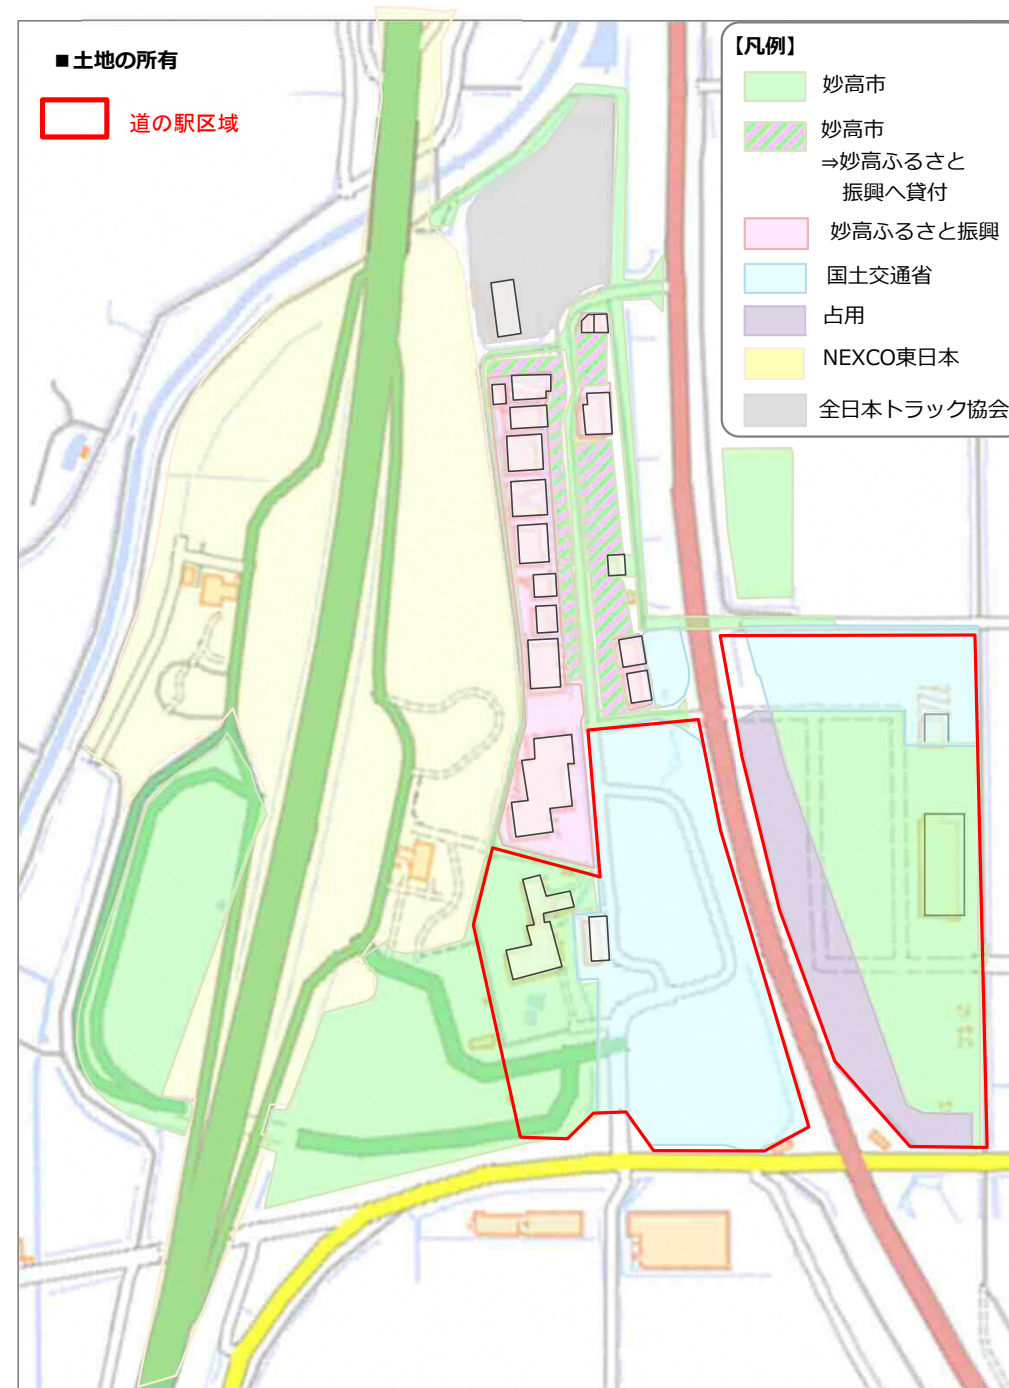 ■土地の所有
道の駅区域
【凡例】
妙高市
妙高市
⇒妙高ふるさと
振興へ貸付
妙高ふるさと振興
国土交通省
占用
NEXCO東日本
全日本トラック協会